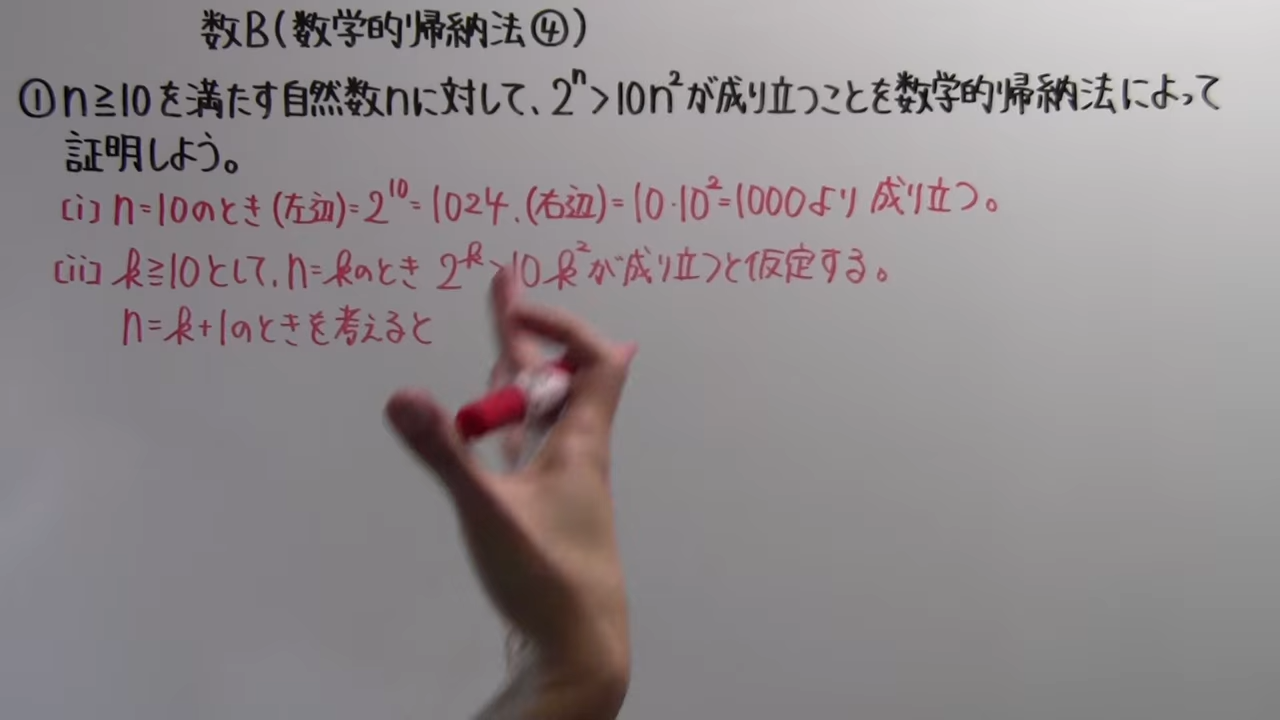 数B(数学的帰納法④)
①n≧10を満たす自然数nに対して、2ⁿ>10n²が成り立つことを数学的帰納法によって
証明しよう。
[i] n=10のとき(左辺)=2¹⁰=1024、(右辺)=10・10²=1000より 成り立つ。
[ii] k≧10として、n=kのとき 2ᵏ>10k²が成り立つと仮定する。
n=k+1のときを考えると